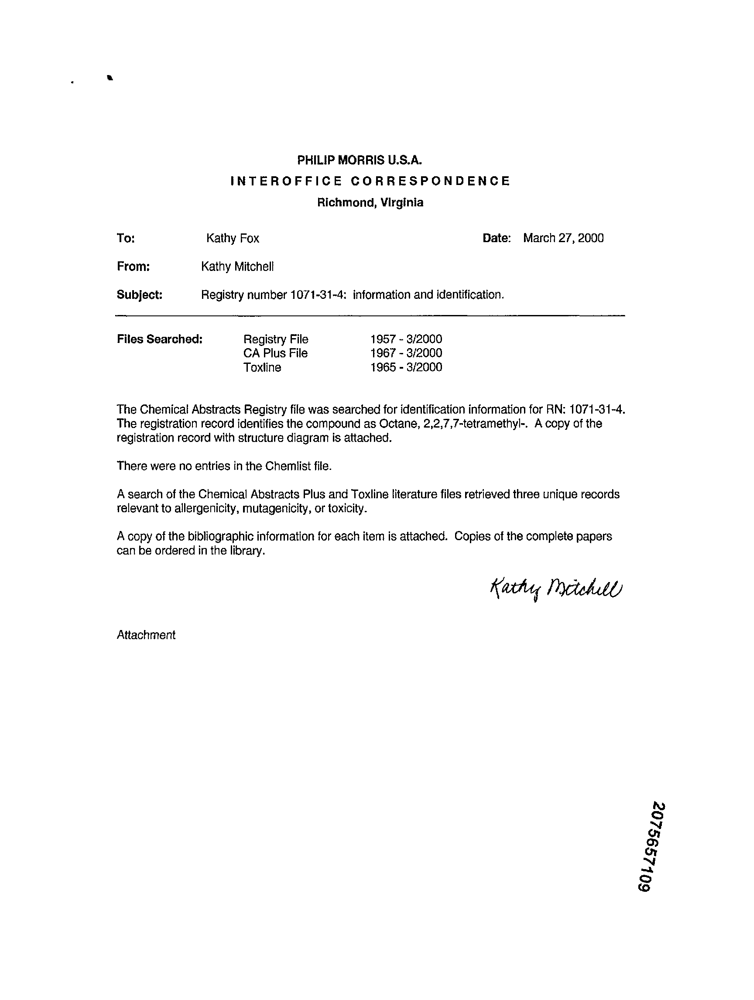 PHILIP MORRIS U.S.A.
INTEROFFICE CORRESPONDENCE
Richmond, Virginia
To: Kathy Fox Date: March 27, 2000
From: Kathy Mitchell
Subject: Registry number 1071-31-4: information and identification.
Files Searched: Registry File 1957 - 3/2000
CA Plus File 1967 - 3/2000
Toxline 1965 - 3/2000
The Chemical Abstracts Registry file was searched for identification information for RN: 1071-31-4.
The registration record identifies the compound as Octane, 2,2,7,7-tetramethyl-. A copy of the
registration record with structure diagram is attached.
There were no entries in the Chemlist file.
A search of the Chemical Abstracts Plus and Toxline literature files retrieved three unique records
relevant to allergenicity, mutagenicity, or toxicity.
A copy of the bibliographic information for each item is attached. Copies of the complete papers
can be ordered in the library.
Kathy Mitchell
Attachment
2075657109